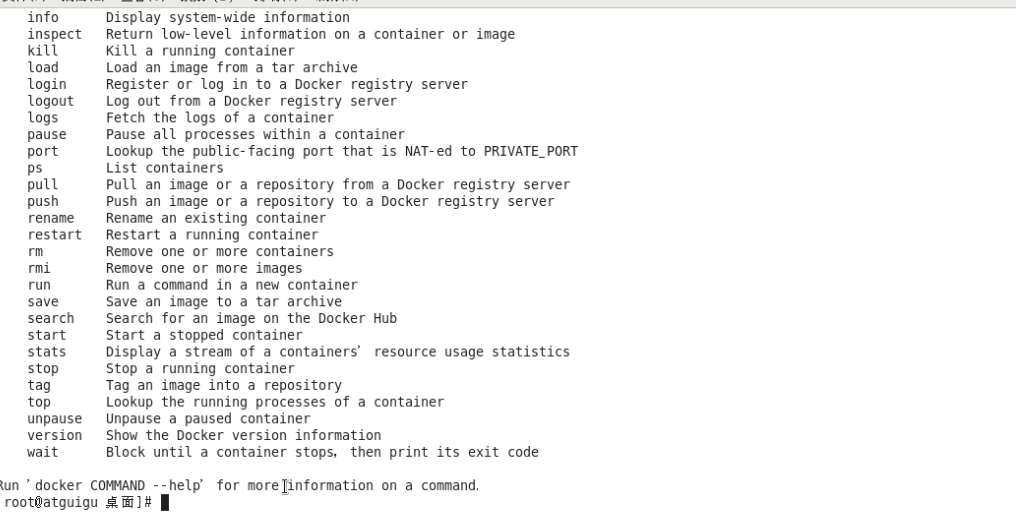 info Display system-wide information
inspect Return low-level information on a container or image
kill Kill a running container
load Load an image from a tar archive
login Register or log in to a Docker registry server
logout Log out from a Docker registry server
logs Fetch the logs of a container
pause Pause all processes within a container
port Lookup the public-facing port that is NAT-ed to PRIVATE_PORT
ps List containers
pull Pull an image or a repository from a Docker registry server
push Push an image or a repository to a Docker registry server
rename Rename an existing container
restart Restart a running container
rm Remove one or more containers
rmi Remove one or more images
run Run a command in a new container
save Save an image to a tar archive
search Search for an image on the Docker Hub
start Start a stopped container
stats Display a stream of a containers' resource usage statistics
stop Stop a running container
tag Tag an image into a repository
top Lookup the running processes of a container
unpause Unpause a paused container
version Show the Docker version information
wait Block until a container stops, then print its exit code
Run 'docker COMMAND --help' for more information on a command.
root@atguigu 桌面]#